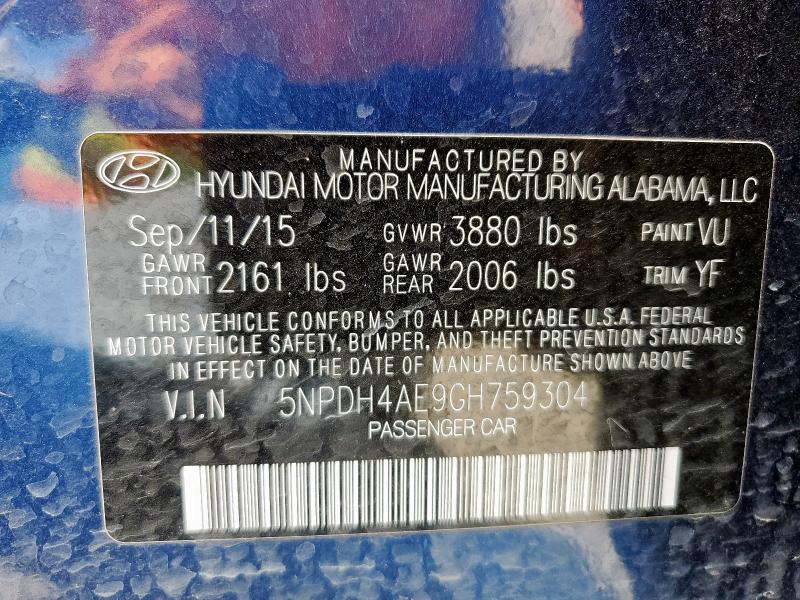 MANUFACTURED BY
HYUNDAI MOTOR MANUFACTURING ALABAMA, LLC
Sep/11/15 GVWR 3880 lbs PAINT VU
GAWR FRONT 2161 lbs GAWR REAR 2006 lbs TRIM YF
THIS VEHICLE CONFORMS TO ALL APPLICABLE U.S.A. FEDERAL
MOTOR VEHICLE SAFETY, BUMPER, AND THEFT PREVENTION STANDARDS
IN EFFECT ON THE DATE OF MANUFACTURE SHOWN ABOVE
V.I.N 5NPDH4AE9GH759304
PASSENGER CAR